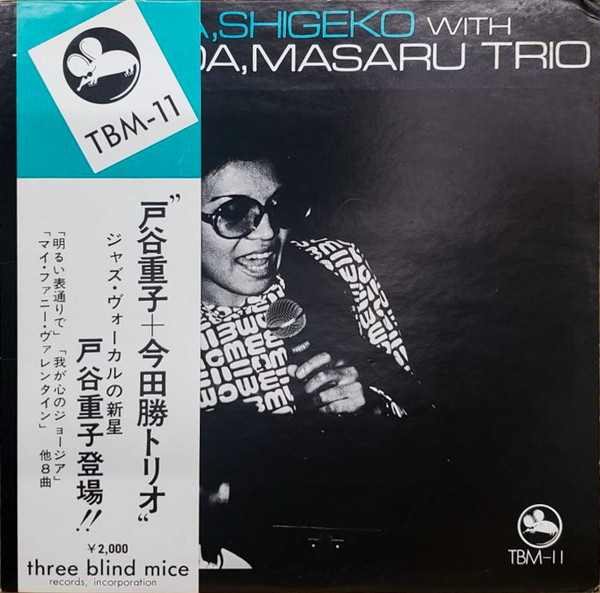 A,SHIGEKO WITH
DA,MASARU TRIO
TBM-11
"戸谷重子+今田勝トリオ"
ジャズ・ヴォーカルの新星
戸谷重子登場!!
「明るい表通りで」「我が心のジョージア」
「マイ・ファニー・ヴァレンタイン」 他8曲
¥2,000
three blind mice
records, incorporation
TBM-11